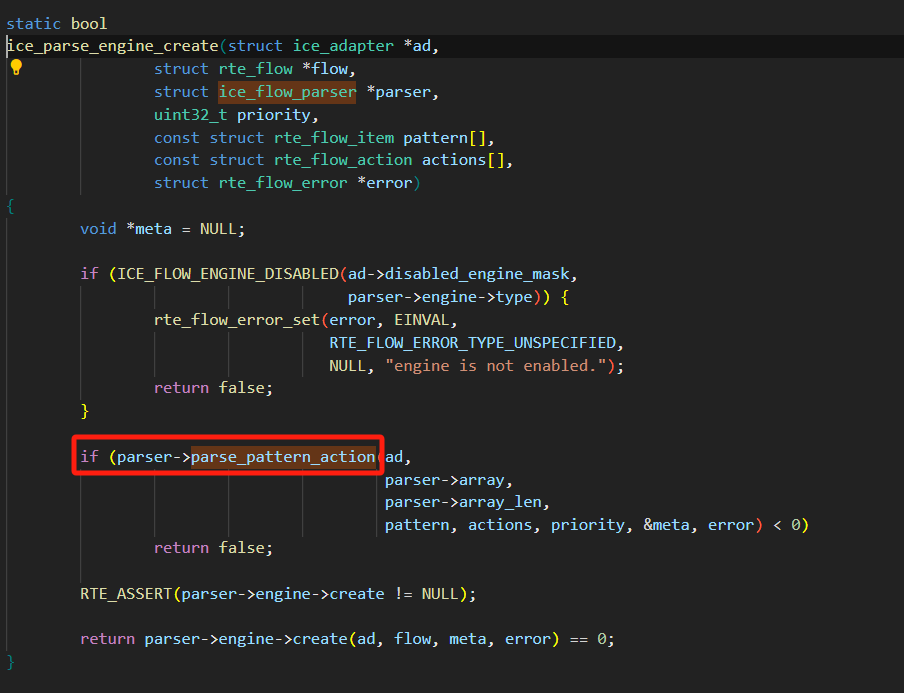 static bool
ice_parse_engine_create(struct ice_adapter *ad,
struct rte_flow *flow,
struct ice_flow_parser *parser,
uint32_t priority,
const struct rte_flow_item pattern[],
const struct rte_flow_action actions[],
struct rte_flow_error *error)
{
void *meta = NULL;
if (ICE_FLOW_ENGINE_DISABLED(ad->disabled_engine_mask,
parser->engine->type)) {
rte_flow_error_set(error, EINVAL,
RTE_FLOW_ERROR_TYPE_UNSPECIFIED,
NULL, "engine is not enabled.");
return false;
}
if (parser->parse_pattern_action(ad,
parser->array,
parser->array_len,
pattern, actions, priority, &meta, error) < 0)
return false;
RTE_ASSERT(parser->engine->create != NULL);
return parser->engine->create(ad, flow, meta, error) == 0;
}